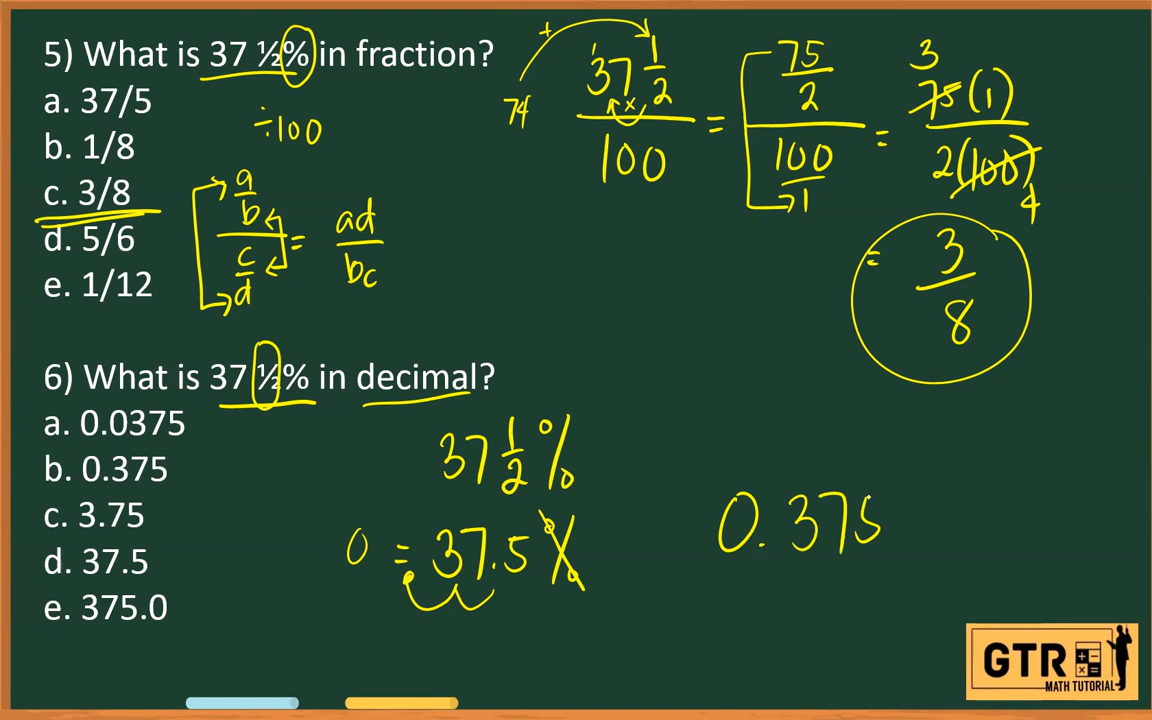 5) What is 37 ½% in fraction?
a. 37/5
b. 1/8
c. 3/8
d. 5/6
e. 1/12
÷100
a/b / c/d = ad/bc
74 + 37 1/2 × / 100 = 75/2 / 100/1 = 75(1) / 2(100) 3 4
= 3/8
6) What is 37 ½% in decimal?
a. 0.0375
b. 0.375
c. 3.75
d. 37.5
e. 375.0
37 1/2 %
0 = 37.5%
0.375
GTR
MATH TUTORIAL